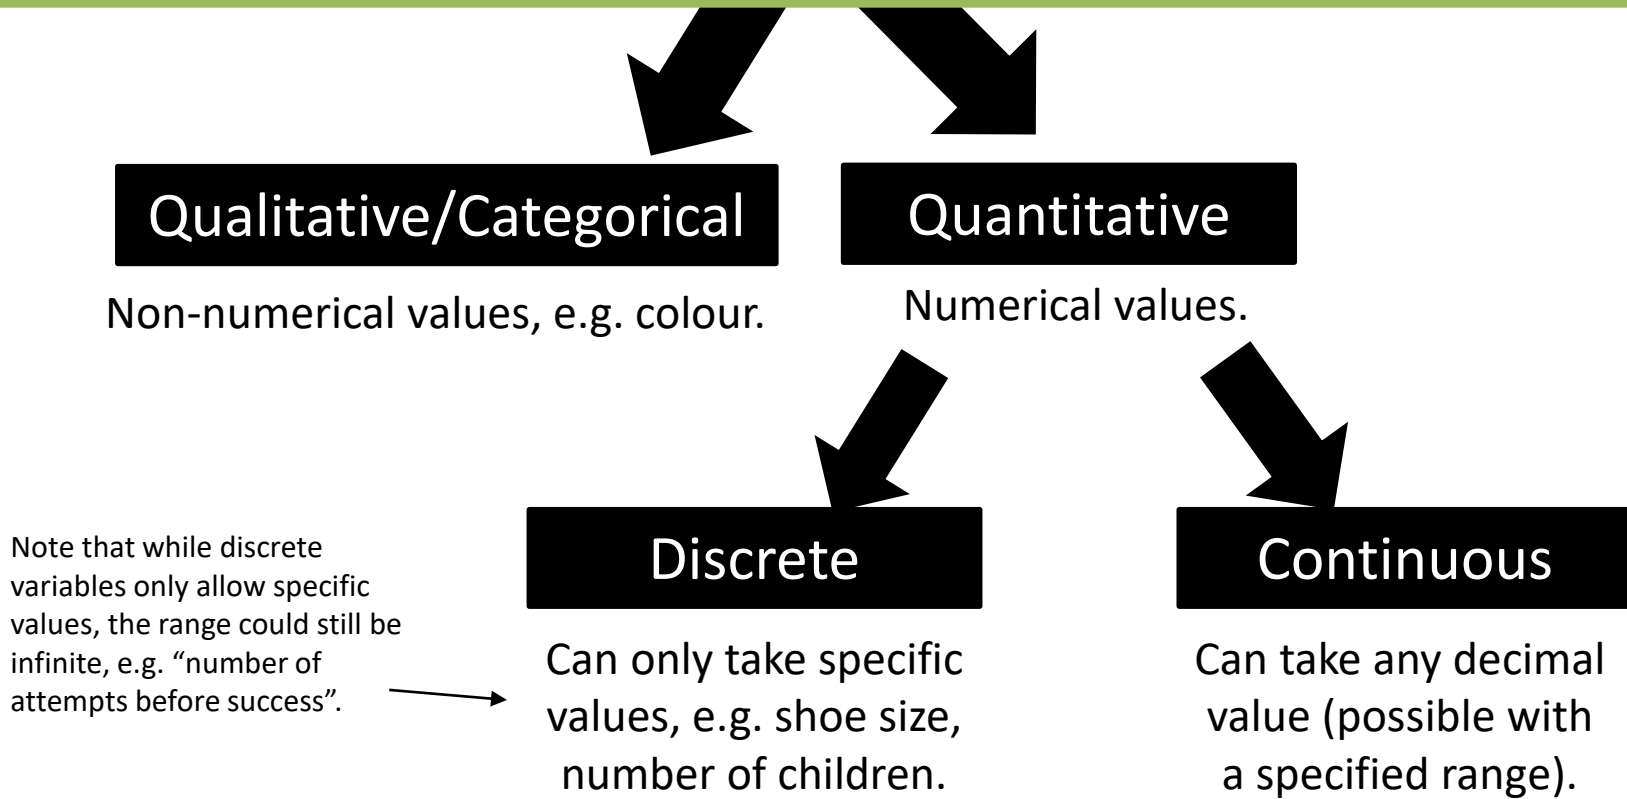 Qualitative/Categorical
Quantitative
Non-numerical values, e.g. colour.
Numerical values.
Note that while discrete
variables only allow specific
values, the range could still be
infinite, e.g. “number of
attempts before success”.
Discrete
Can only take specific
values, e.g. shoe size,
number of children.
Continuous
Can take any decimal
value (possible with
a specified range).